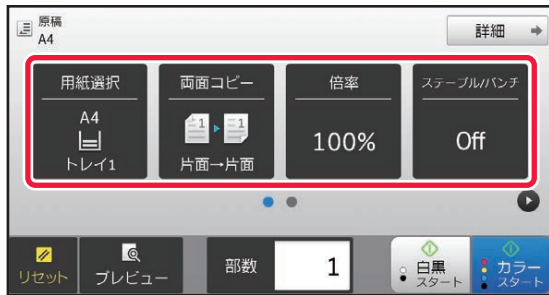 原稿
A4
詳細
用紙選択
A4
トレイ1
両面コピー
1
1
片面→片面
倍率
100%
ステープル/パンチ
Off
リセット
プレビュー
部数
1
白黒
スタート
カラー
スタート